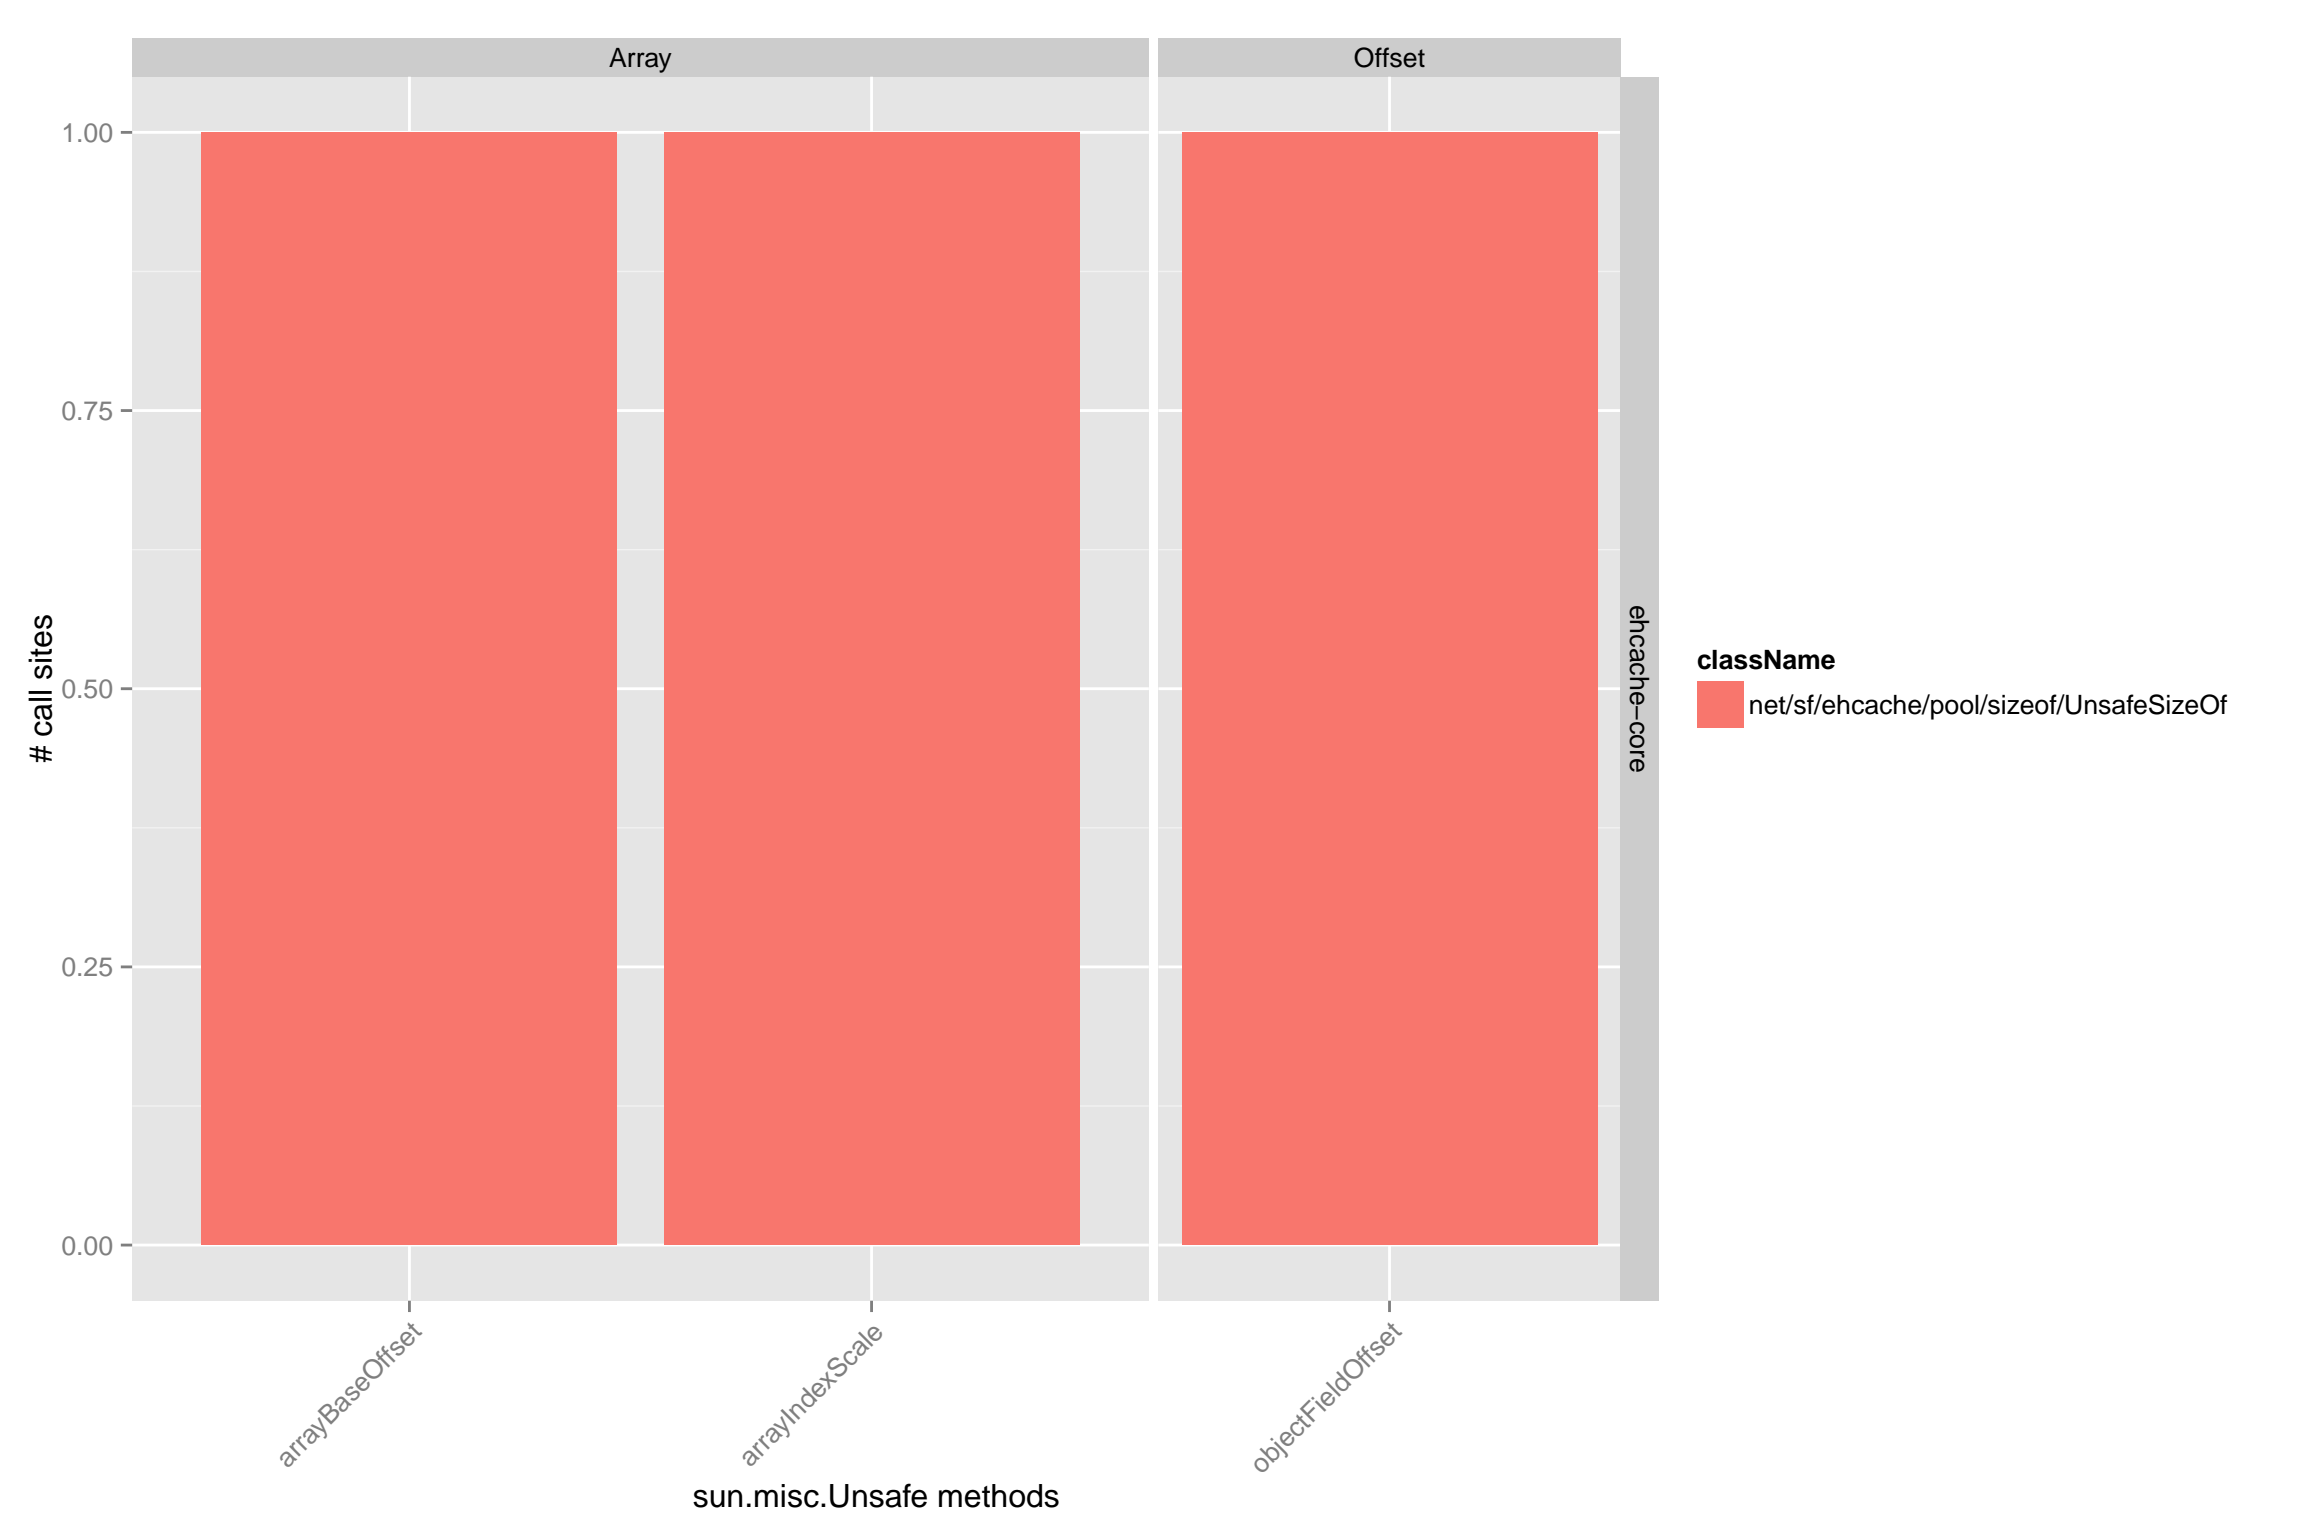 Array
Offset
1.00
0.75
0.50
0.25
0.00
# call sites
ehcache−core
className
net/sf/ehcache/pool/sizeof/UnsafeSizeOf
arrayBaseOffset
arrayIndexScale
objectFieldOffset
sun.misc.Unsafe methods